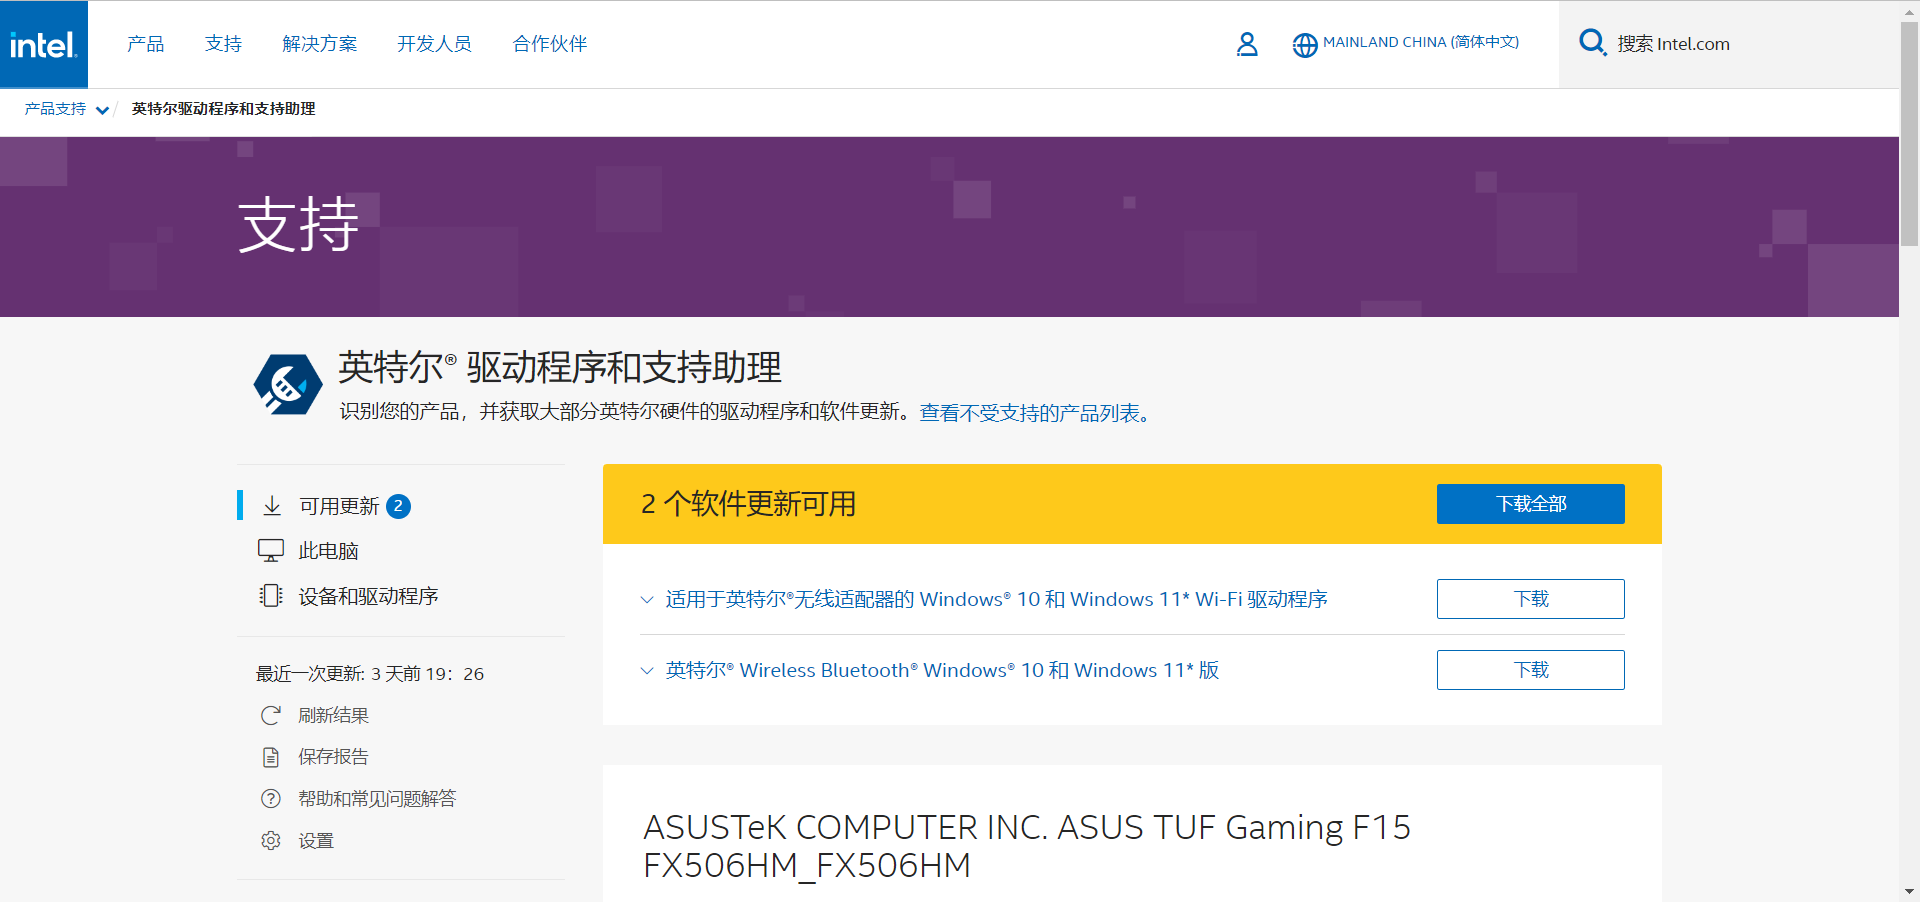 intel.
产品
支持
解决方案
开发人员
合作伙伴
MAINLAND CHINA (简体中文)
搜索 Intel.com
产品支持 / 英特尔驱动程序和支持助理
支持
英特尔® 驱动程序和支持助理
识别您的产品，并获取大部分英特尔硬件的驱动程序和软件更新。查看不受支持的产品列表。
可用更新 2
此电脑
设备和驱动程序
最近一次更新: 3 天前 19：26
刷新结果
保存报告
帮助和常见问题解答
设置
2 个软件更新可用
下载全部
适用于英特尔®无线适配器的 Windows® 10 和 Windows 11* Wi-Fi 驱动程序
下载
英特尔® Wireless Bluetooth® Windows® 10 和 Windows 11* 版
下载
ASUSTeK COMPUTER INC. ASUS TUF Gaming F15
FX506HM_FX506HM